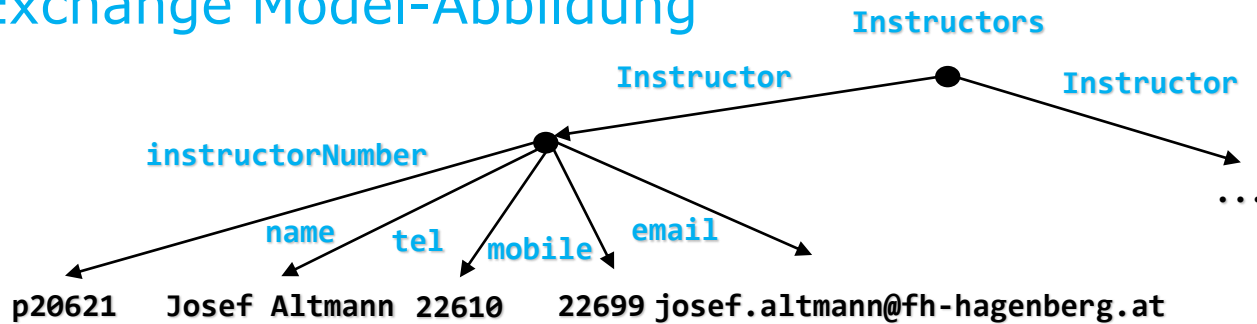 Exchange Model-Abbildung
Instructors
Instructor
Instructor
instructorNumber
name
tel
mobile
email
...
p20621 Josef Altmann 22610 22699 josef.altmann@fh-hagenberg.at